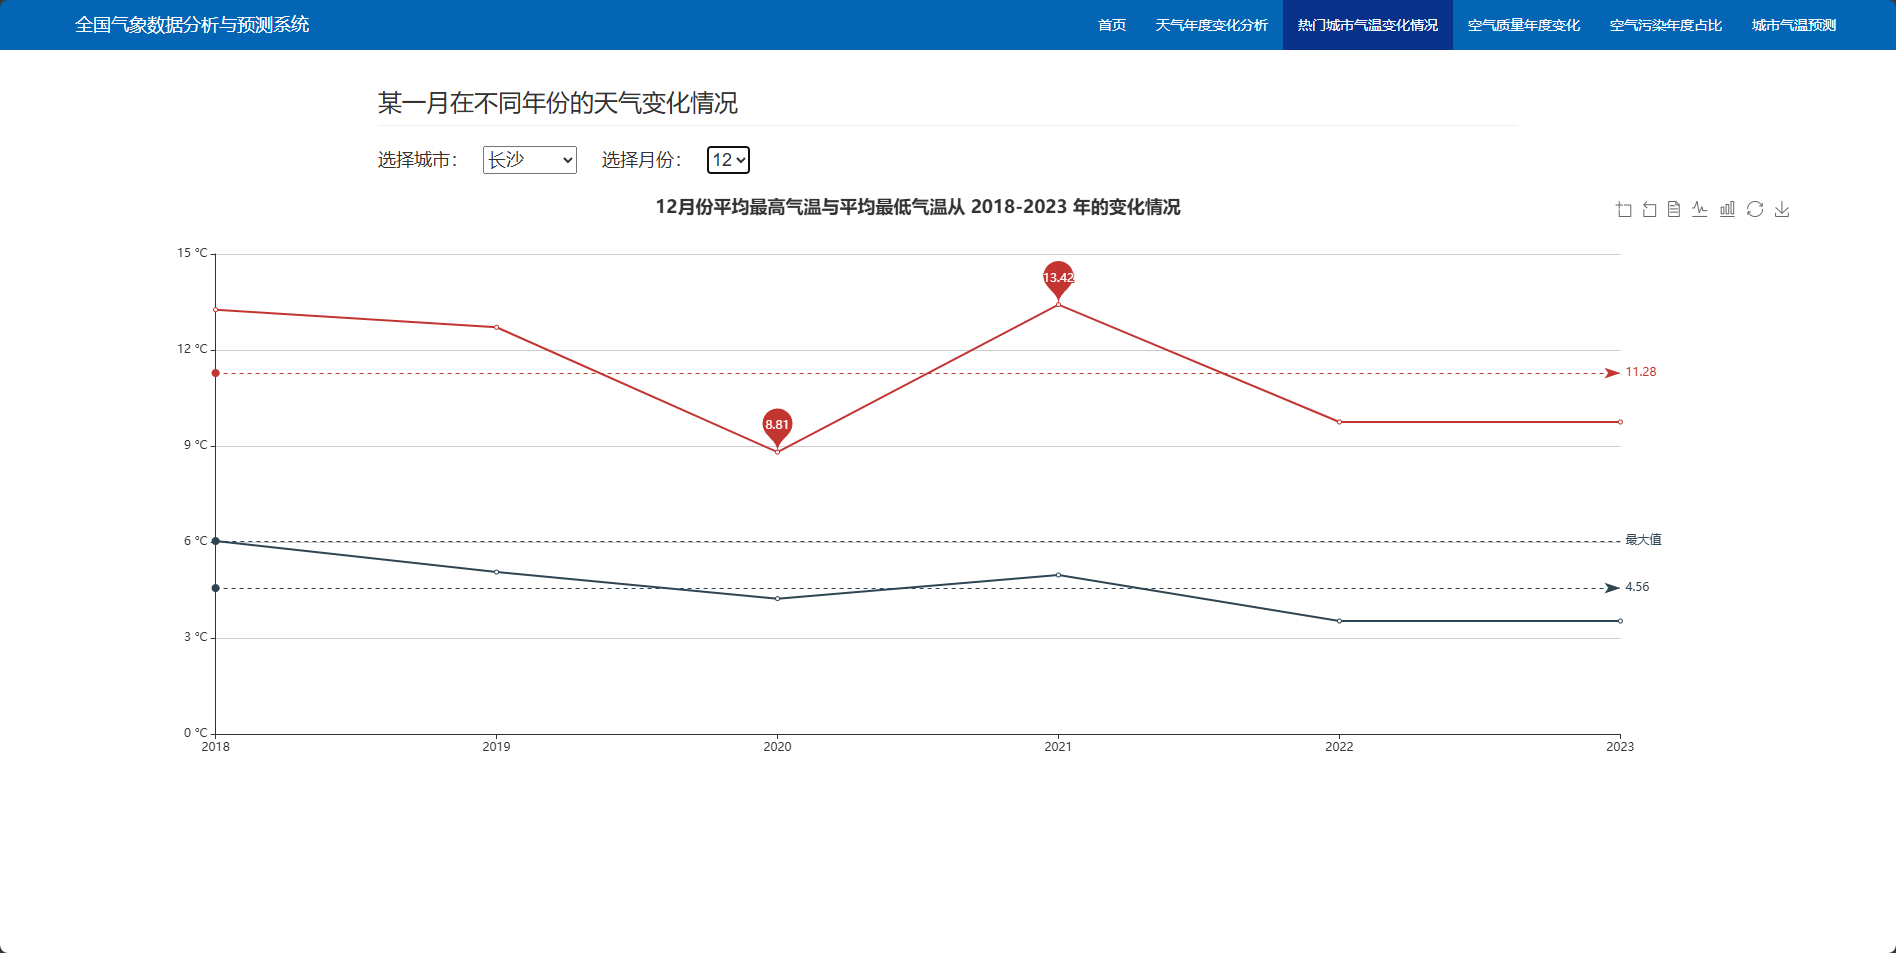 全国气象数据分析与预测系统
首页 天气年度变化分析 热门城市气温变化情况 空气质量年度变化 空气污染年度占比 城市气温预测
某一月在不同年份的天气变化情况
选择城市： 长沙 选择月份： 12
12月份平均最高气温与平均最低气温从 2018-2023 年的变化情况
15 °C
13.42
12 °C
11.28
8.81
9 °C
6 °C
最大值
4.56
3 °C
0 °C
2018 2019 2020 2021 2022 2023